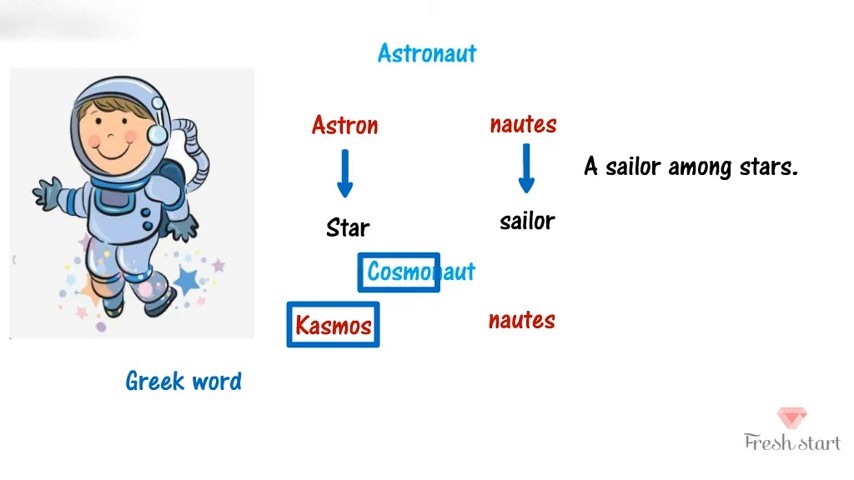 Astronaut
Astron nautes
A sailor among stars.
Star sailor
Cosmonaut
Kasmos nautes
Greek word
Fresh start